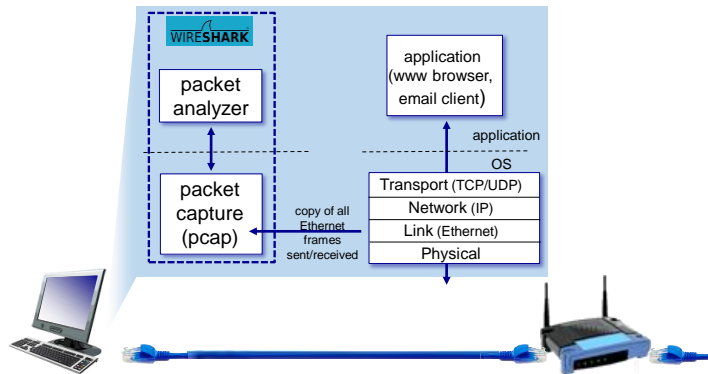 WIRESHARK
packet
analyzer
packet
capture
(pcap)
copy of all
Ethernet
frames
sent/received
application
(www browser,
email client)
application
OS
Transport (TCP/UDP)
Network (IP)
Link (Ethernet)
Physical